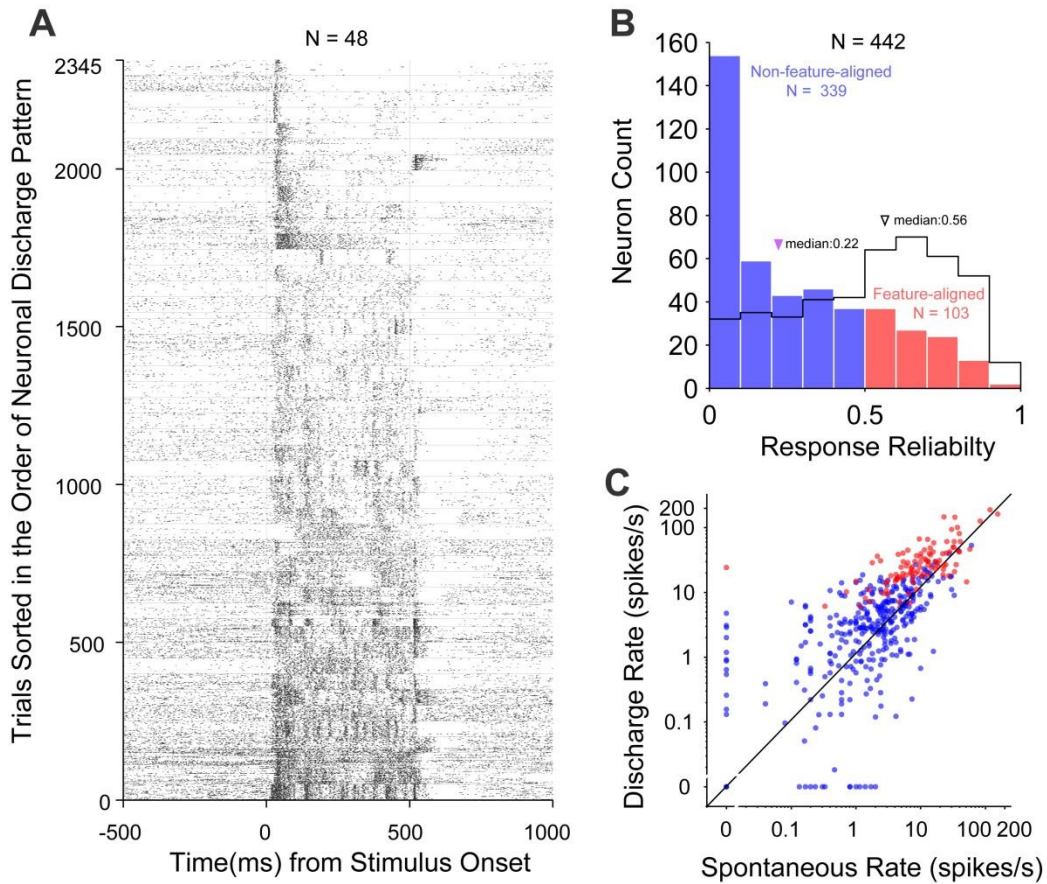 A
N = 48
Trials Sorted in the Order of Neuronal Discharge Pattern
2345
2000
1500
1000
500
0
-500 0 500 1000
Time(ms) from Stimulus Onset
B
N = 442
Neuron Count
160
140
120
100
80
60
40
20
0
Non-feature-aligned
N = 339
median:0.56
median:0.22
Feature-aligned
N = 103
0 0.5 1
Response Reliabilty
C
Discharge Rate (spikes/s)
200
100
10
1
0.1
0
0 0.1 1 10 100 200
Spontaneous Rate (spikes/s)